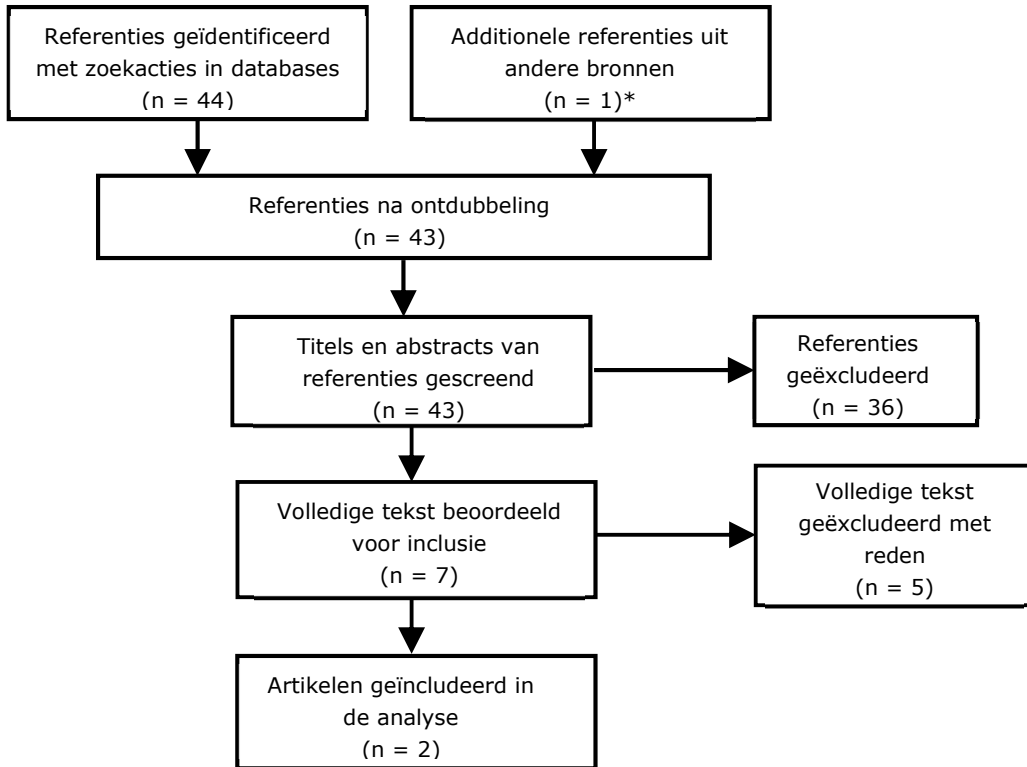 Referenties geïdentificeerd
met zoekacties in databases
(n = 44)
Additionele referenties uit
andere bronnen
(n = 1)*
Referenties na ontdubbeling
(n = 43)
Titels en abstracts van
referenties gescreend
(n = 43)
Referenties
geëxcludeerd
(n = 36)
Volledige tekst beoordeeld
voor inclusie
(n = 7)
Volledige tekst
geëxcludeerd met
reden
(n = 5)
Artikelen geïncludeerd in
de analyse
(n = 2)